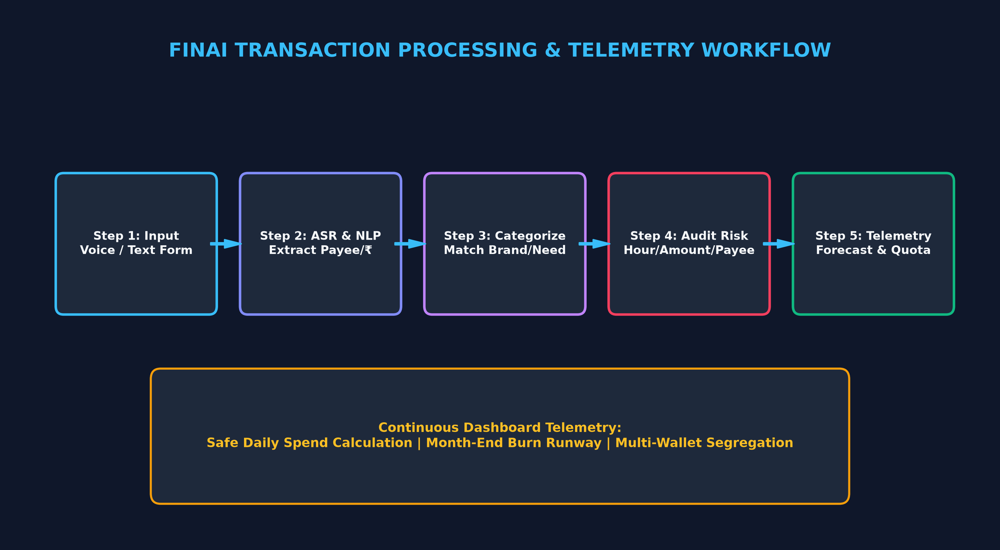 FINAI TRANSACTION PROCESSING & TELEMETRY WORKFLOW
Step 1: Input
Voice / Text Form
Step 2: ASR & NLP
Extract Payee/₹
Step 3: Categorize
Match Brand/Need
Step 4: Audit Risk
Hour/Amount/Payee
Step 5: Telemetry
Forecast & Quota
Continuous Dashboard Telemetry:
Safe Daily Spend Calculation | Month-End Burn Runway | Multi-Wallet Segregation